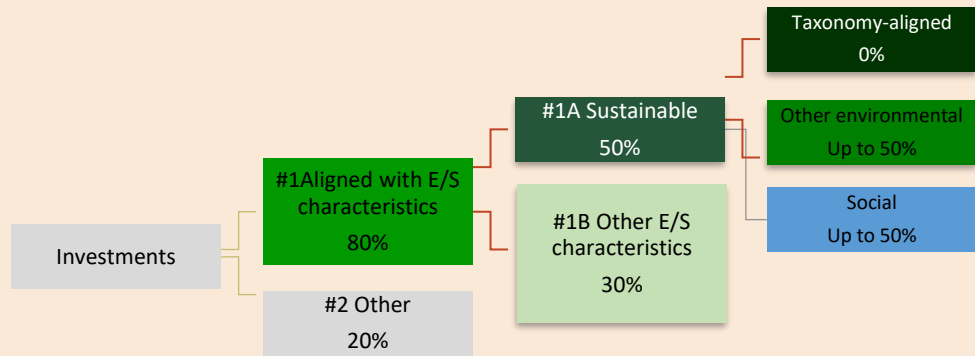 Taxonomy-aligned
0%
#1A Sustainable
50%
Other environmental
Up to 50%
#1Aligned with E/S
characteristics
80%
Social
Up to 50%
#1B Other E/S
characteristics
30%
Investments
#2 Other
20%